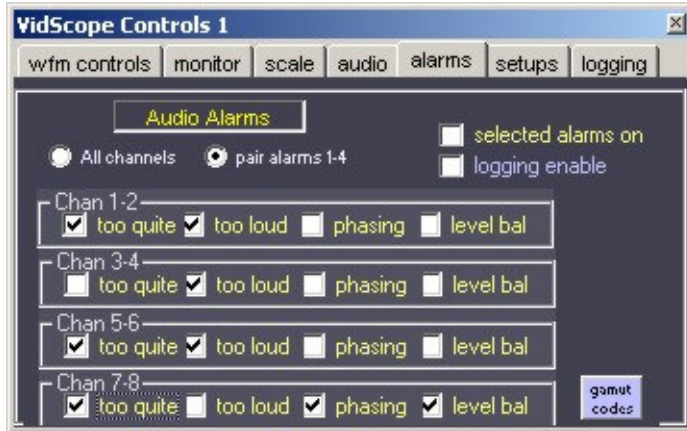 VidScope Controls 1
wfm controls monitor scale audio alarms setups logging
Audio Alarms
selected alarms on
All channels pair alarms 1-4
logging enable
Chan 1-2
too quite too loud phasing level bal
Chan 3-4
too quite too loud phasing level bal
Chan 5-6
too quite too loud phasing level bal
Chan 7-8
too quite too loud phasing level bal
gamut
codes